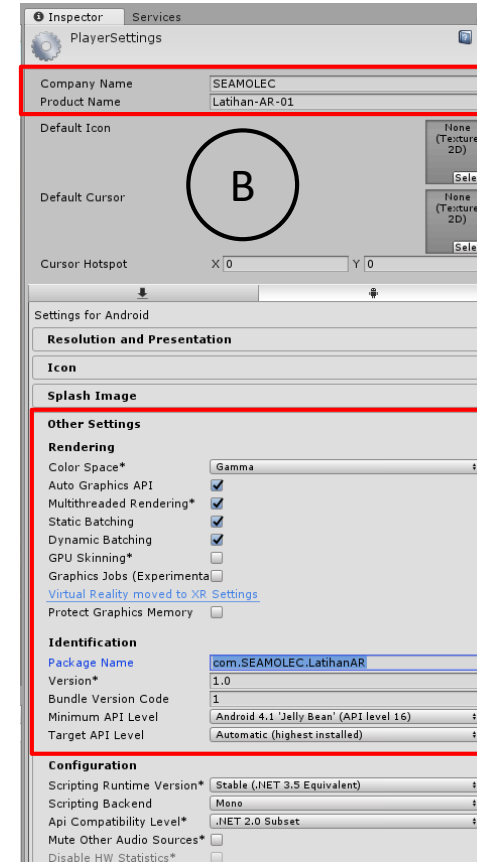 Inspector Services
PlayerSettings
Company Name SEAMOLEC
Product Name Latihan-AR-01
Default Icon None
(Texture
2D)
Sele
B
Default Cursor None
(Texture
2D)
Sele
Cursor Hotspot X 0 Y 0
Settings for Android
Resolution and Presentation
Icon
Splash Image
Other Settings
Rendering
Color Space* Gamma
Auto Graphics API
Multithreaded Rendering*
Static Batching
Dynamic Batching
GPU Skinning*
Graphics Jobs (Experimenta
Virtual Reality moved to XR Settings
Protect Graphics Memory
Identification
Package Name com.SEAMOLEC.LatihanAR
Version* 1.0
Bundle Version Code 1
Minimum API Level Android 4.1 'Jelly Bean' (API level 16)
Target API Level Automatic (highest installed)
Configuration
Scripting Runtime Version* Stable (.NET 3.5 Equivalent)
Scripting Backend Mono
Api Compatibility Level* .NET 2.0 Subset
Mute Other Audio Sources*
Disable HW Statistics*